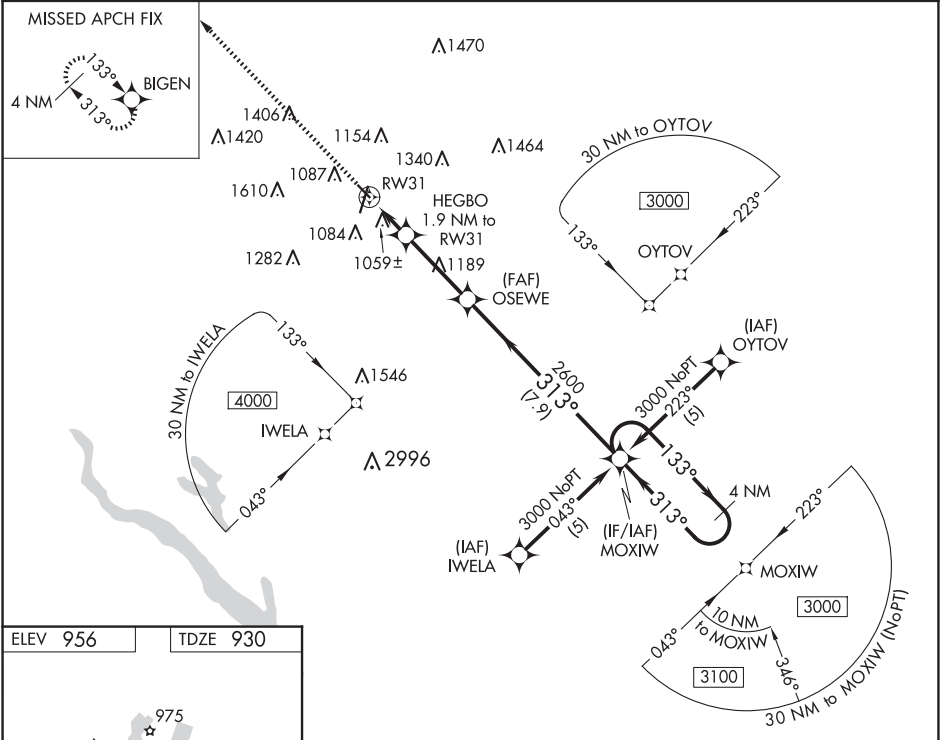 MISSED APCH FIX
133°
BIGEN
4 NM
313°
1470
1406
1420
1154
1340
1464
1087
1610
RW31
HEGBO
1.9 NM to
RW31
1084
1282
1059±
1189
(FAF)
OSEWE
30 NM to OYTOV
3000
223°
133°
OYTOV
(IAF)
OYTOV
30 NM to IWELA
133°
4000
1546
IWELA
043°
2996
2600
313°
(7.9)
3000 NoPT
223°
(5)
133°
4 NM
313°
3000 NoPT
043°
(5)
(IAF)
IWELA
(IF/IAF)
MOXIW
223°
MOXIW
3000
10 NM
to MOXIW
043°
346°
3100
30 NM to MOXIW (NoPT)
ELEV 956
TDZE 930
975